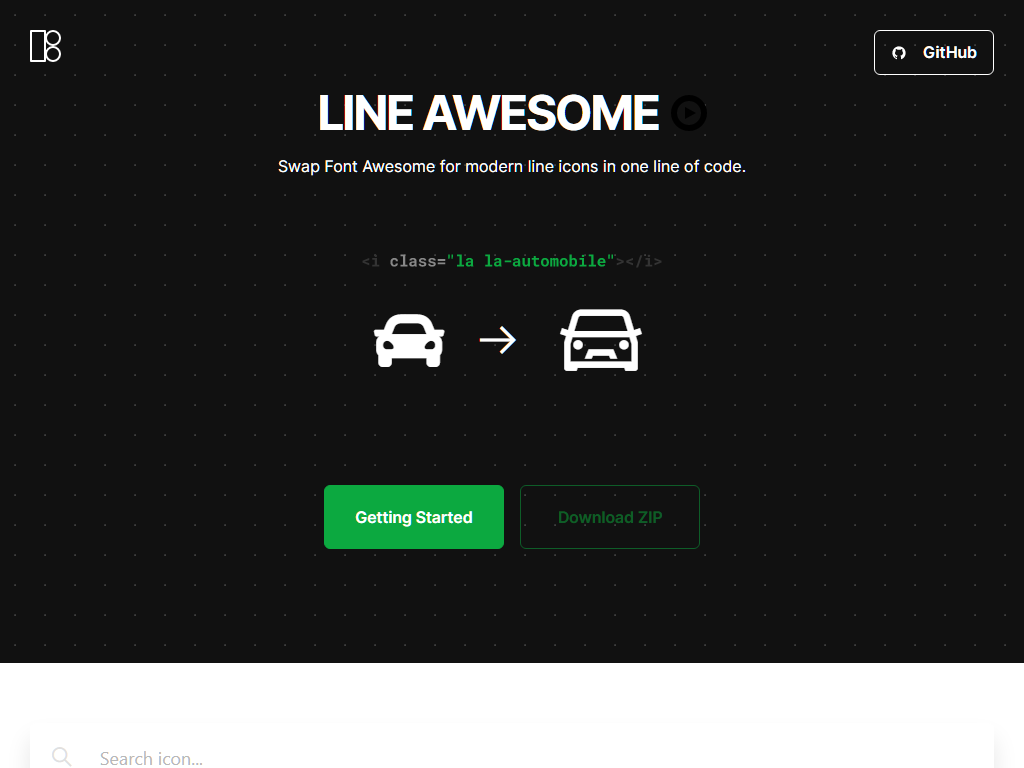 GitHub
LINE AWESOME
Swap Font Awesome for modern line icons in one line of code.
<i class="la la-automobile"></i>
Getting Started
Download ZIP
Search icon...